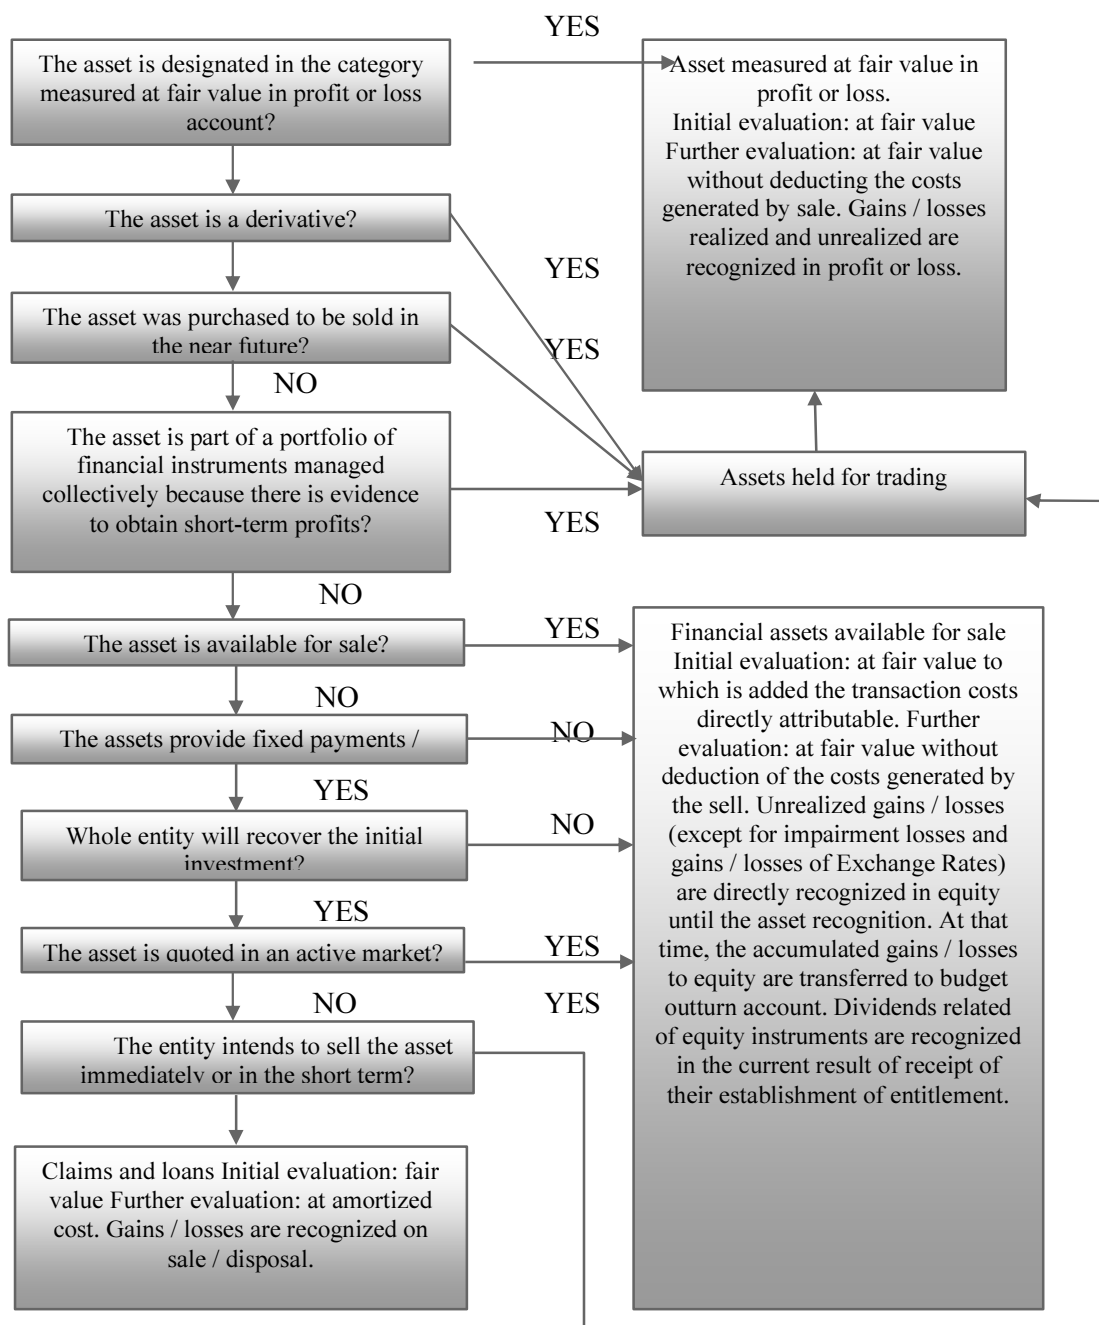 YES
The asset is designated in the category
measured at fair value in profit or loss
account?
Asset measured at fair value in
profit or loss.
Initial evaluation: at fair value
Further evaluation: at fair value
without deducting the costs
generated by sale. Gains / losses
realized and unrealized are
recognized in profit or loss.
The asset is a derivative?
YES
The asset was purchased to be sold in
the near future?
YES
NO
The asset is part of a portfolio of
financial instruments managed
collectively because there is evidence
to obtain short-term profits?
YES
Assets held for trading
NO
The asset is available for sale?
YES
Financial assets available for sale
Initial evaluation: at fair value to
which is added the transaction costs
directly attributable. Further
evaluation: at fair value without
deduction of the costs generated by
the sell. Unrealized gains / losses
(except for impairment losses and
gains / losses of Exchange Rates)
are directly recognized in equity
until the asset recognition. At that
time, the accumulated gains / losses
to equity are transferred to budget
outturn account. Dividends related
of equity instruments are recognized
in the current result of receipt of
their establishment of entitlement.
NO
The assets provide fixed payments /
NO
YES
Whole entity will recover the initial
investment?
NO
YES
The asset is quoted in an active market?
YES
NO
YES
The entity intends to sell the asset
immediately or in the short term?
Claims and loans Initial evaluation: fair
value Further evaluation: at amortized
cost. Gains / losses are recognized on
sale / disposal.